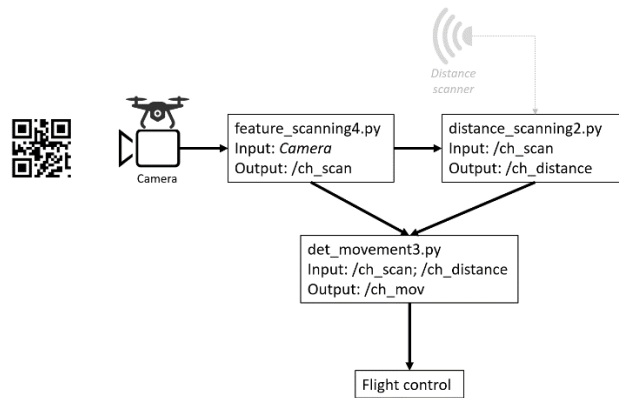 Distance
scanner
Camera
feature_scanning4.py
Input: Camera
Output: /ch_scan
distance_scanning2.py
Input: /ch_scan
Output: /ch_distance
det_movement3.py
Input: /ch_scan; /ch_distance
Output: /ch_mov
Flight control